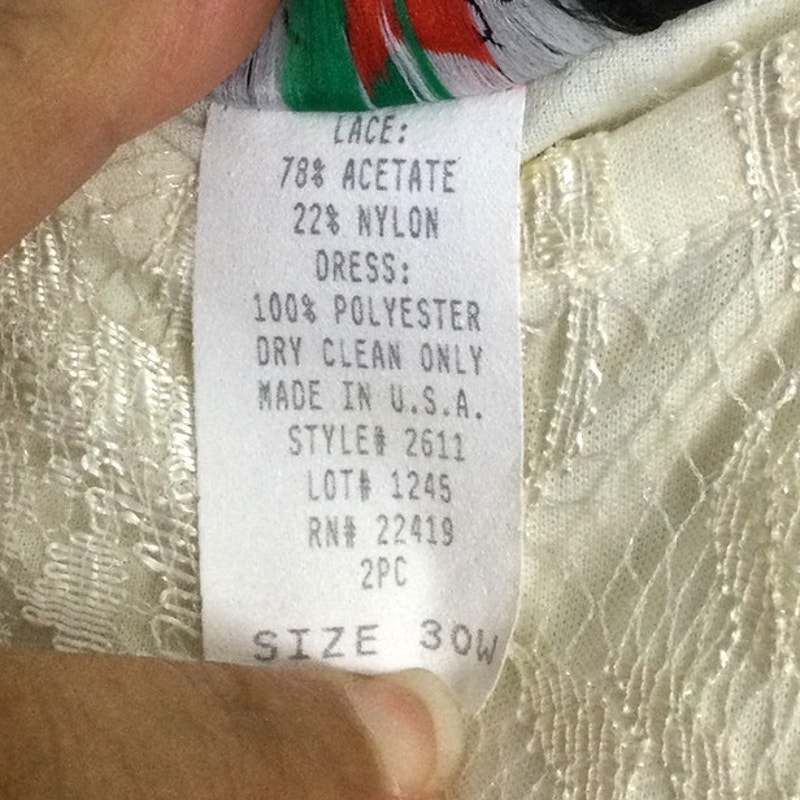 LACE:
78% ACETATE
22% NYLON
DRESS:
100% POLYESTER
DRY CLEAN ONLY
MADE IN U.S.A.
STYLE# 2611
LOT# 1245
RN# 22419
2PC
SIZE 30W